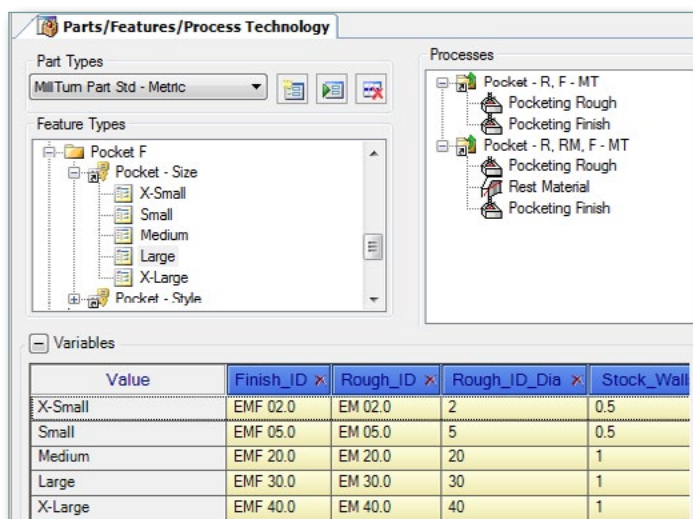 Parts/Features/Process Technology
Part Types
MillTurn Part Std - Metric
Feature Types
Pocket F
Pocket - Size
X-Small
Small
Medium
Large
X-Large
Pocket - Style
Processes
Pocket - R, F - MT
Pocketing Rough
Pocketing Finish
Pocket - R, RM, F - MT
Pocketing Rough
Rest Material
Pocketing Finish
Variables
Value Finish_ID Rough_ID Rough_ID_Dia Stock_Wall
X-Small EMF 02.0 EM 02.0 2 0.5
Small EMF 05.0 EM 05.0 5 0.5
Medium EMF 20.0 EM 20.0 20 1
Large EMF 30.0 EM 30.0 30 1
X-Large EMF 40.0 EM 40.0 40 1